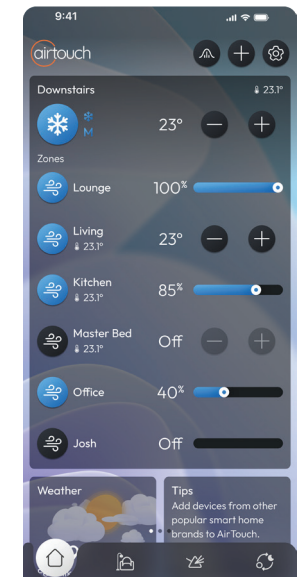 9:41
airtouch
Downstairs
23.1°
M
23°
Zones
Lounge
100%
Living
23.1°
23°
Kitchen
23.1°
85%
Master Bed
23.1°
Off
Office
40%
Josh
Off
Weather
Tips
Add devices from other
popular smart home
brands to AirTouch.